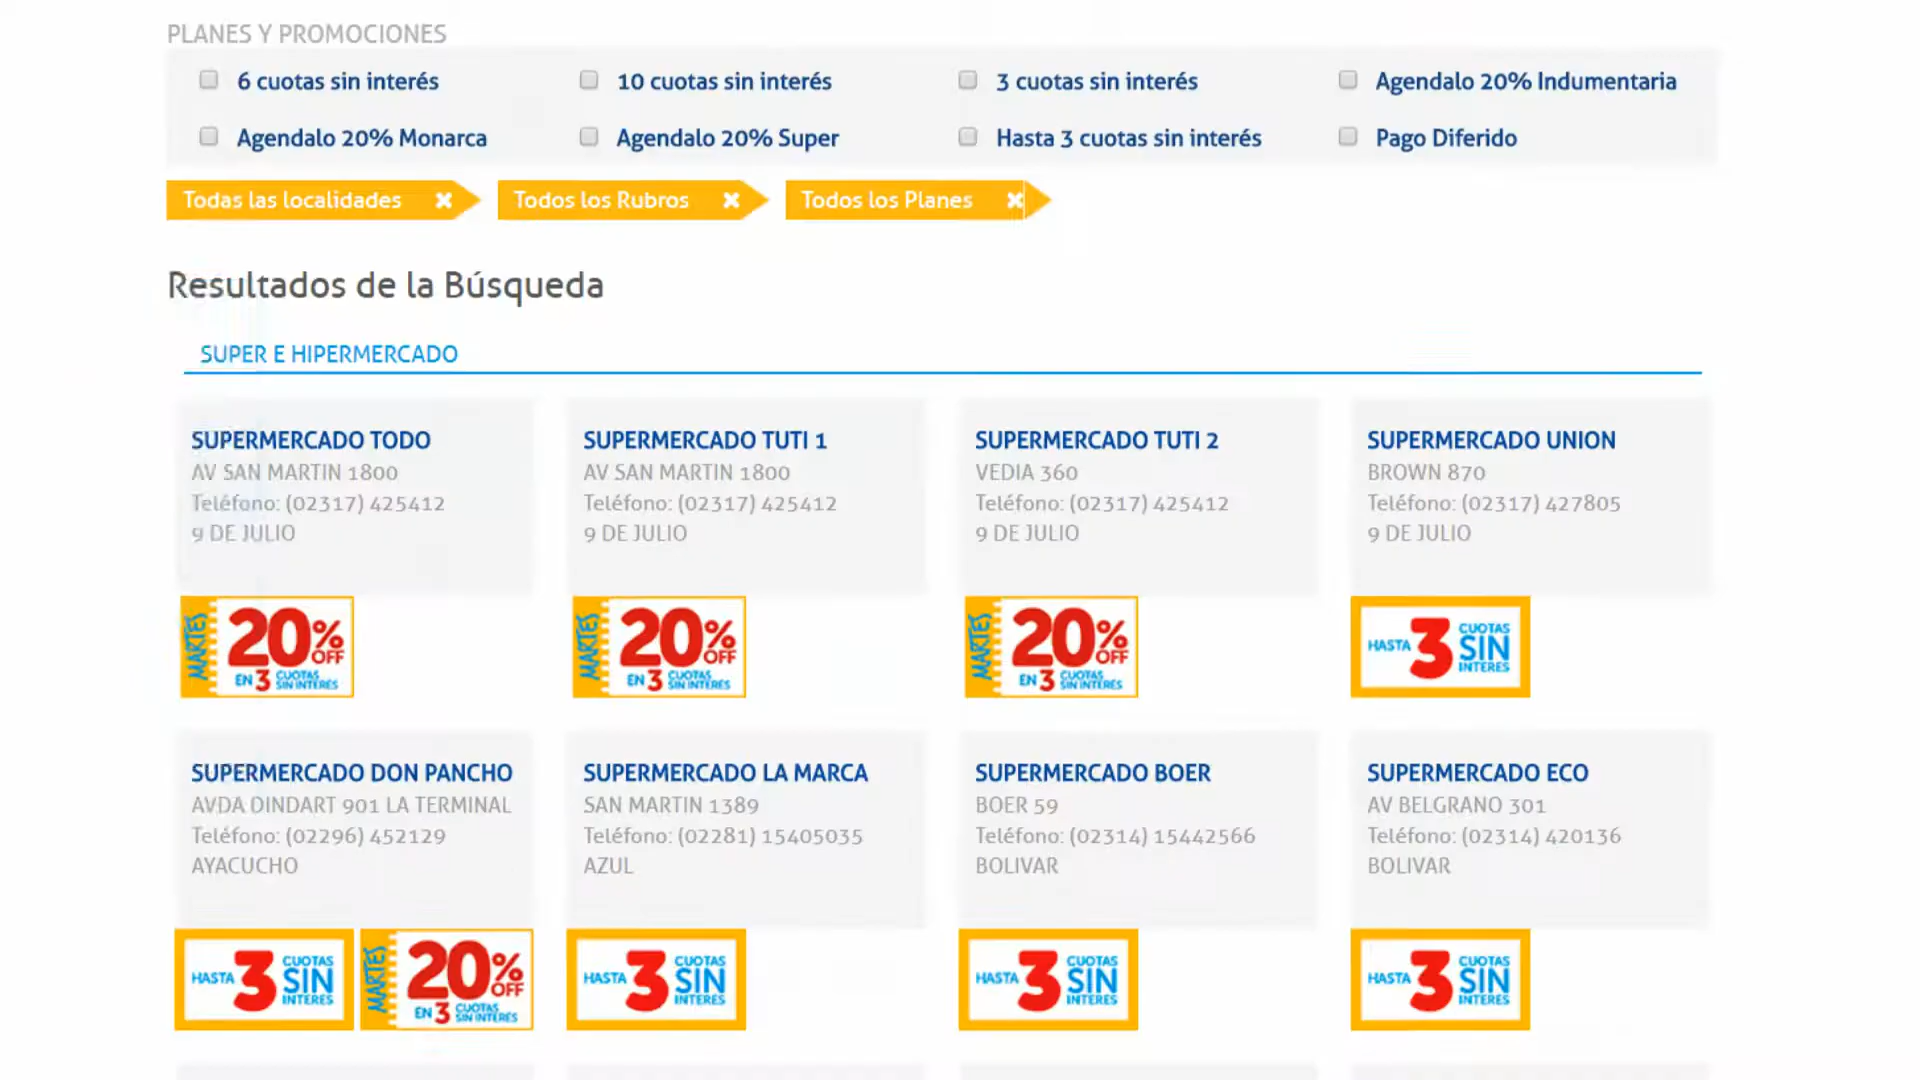 PLANES Y PROMOCIONES
6 cuotas sin interés
10 cuotas sin interés
3 cuotas sin interés
Agendalo 20% Indumentaria
Agendalo 20% Monarca
Agendalo 20% Super
Hasta 3 cuotas sin interés
Pago Diferido
Todas las localidades
Todos los Rubros
Todos los Planes
Resultados de la Búsqueda
SUPER E HIPERMERCADO
SUPERMERCADO TODO
AV SAN MARTIN 1800
Teléfono: (02317) 425412
9 DE JULIO
MARTES
20% OFF
EN 3 CUOTAS SIN INTERES
SUPERMERCADO TUTI 1
AV SAN MARTIN 1800
Teléfono: (02317) 425412
9 DE JULIO
MARTES
20% OFF
EN 3 CUOTAS SIN INTERES
SUPERMERCADO TUTI 2
VEDIA 360
Teléfono: (02317) 425412
9 DE JULIO
MARTES
20% OFF
EN 3 CUOTAS SIN INTERES
SUPERMERCADO UNION
BROWN 870
Teléfono: (02317) 427805
9 DE JULIO
HASTA 3 CUOTAS SIN INTERES
SUPERMERCADO DON PANCHO
AVDA DINDART 901 LA TERMINAL
Teléfono: (02296) 452129
AYACUCHO
HASTA 3 CUOTAS SIN INTERES
MARTES
20% OFF
EN 3 CUOTAS SIN INTERES
SUPERMERCADO LA MARCA
SAN MARTIN 1389
Teléfono: (02281) 15405035
AZUL
HASTA 3 CUOTAS SIN INTERES
SUPERMERCADO BOER
BOER 59
Teléfono: (02314) 15442566
BOLIVAR
HASTA 3 CUOTAS SIN INTERES
SUPERMERCADO ECO
AV BELGRANO 301
Teléfono: (02314) 420136
BOLIVAR
HASTA 3 CUOTAS SIN INTERES